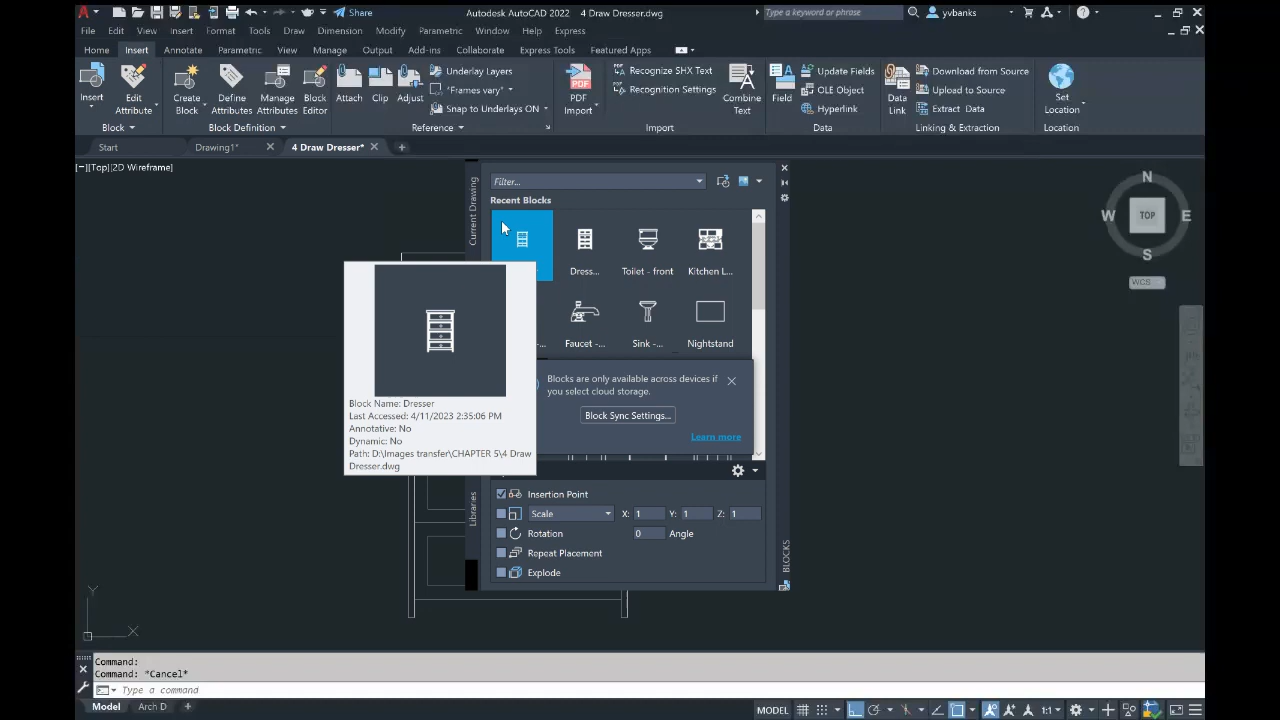 Share
Autodesk AutoCAD 2022 4 Draw Dresser.dwg
Type a keyword or phrase
yvbanks
File Edit View Insert Format Tools Draw Dimension Modify Parametric Window Help Express
Home Insert Annotate Parametric View Manage Output Add-ins Collaborate Express Tools Featured Apps
Insert
Edit
Attribute
Create
Block
Define
Attributes
Manage
Attributes
Block
Editor
Attach
Clip
Adjust
Underlay Layers
*Frames vary*
Snap to Underlays ON
PDF
Import
Recognize SHX Text
Recognition Settings
Combine
Text
Field
Update Fields
OLE Object
Hyperlink
Data
Link
Download from Source
Upload to Source
Extract Data
Set
Location
Block
Block Definition
Reference
Import
Data
Linking & Extraction
Location
Start
Drawing1*
4 Draw Dresser*
[−][Top][2D Wireframe]
Current Drawing
Filter...
Recent Blocks
Dress...
Toilet - front
Kitchen L...
Faucet -...
Sink -...
Nightstand
Block Name: Dresser
Last Accessed: 4/11/2023 2:35:06 PM
Annotative: No
Dynamic: No
Path: D:\Images transfer\CHAPTER 5\4 Draw
Dresser.dwg
Blocks are only available across devices if
you select cloud storage.
Block Sync Settings...
Learn more
Libraries
Insertion Point
Scale X: 1 Y: 1 Z: 1
Rotation 0 Angle
Repeat Placement
Explode
BLOCKS
N
W TOP E
S
WCS
Y
X
Command:
Command: *Cancel*
Type a command
Model Arch D
MODEL
1:1